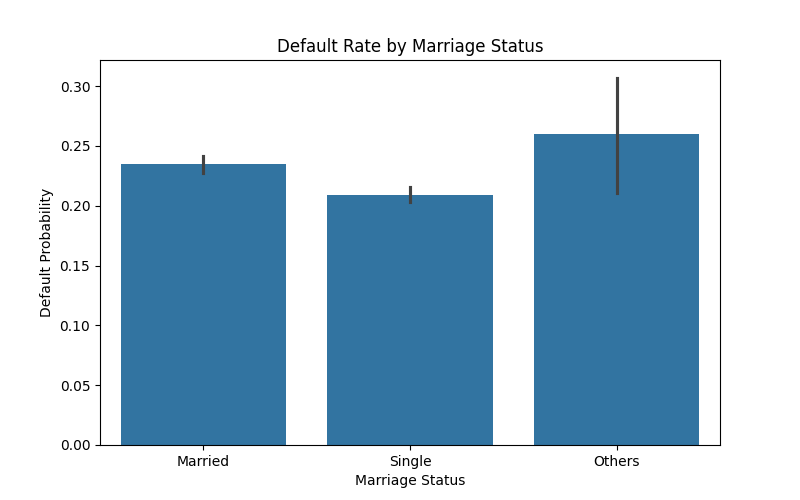 Default Rate by Marriage Status
0.30
0.25
0.20
0.15
0.10
0.05
0.00
Default Probability
Married Single Others
Marriage Status